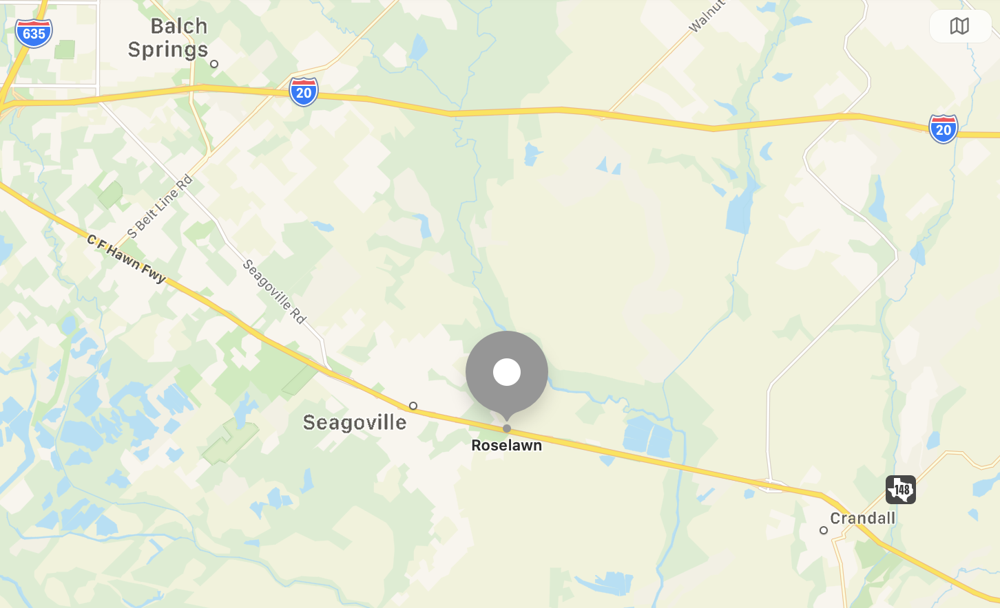 Walnut
635
Balch
Springs
20
20
S Belt Line Rd
C F Hawn Fwy
Seagoville Rd
Seagoville
Roselawn
148
Crandall